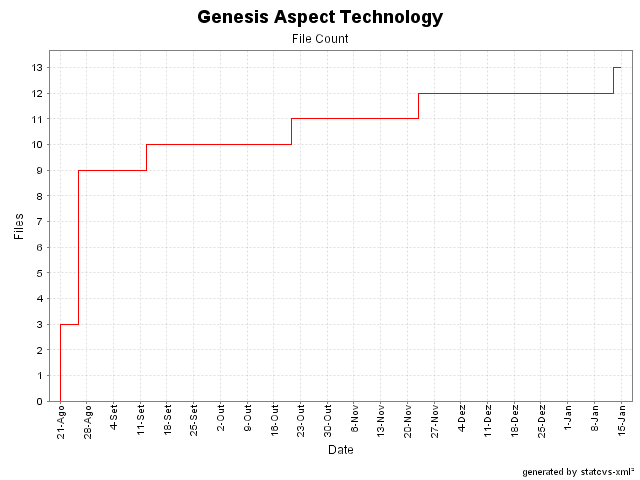 Genesis Aspect Technology
File Count
Files
13
12
11
10
9
8
7
6
5
4
3
2
1
0
21-Ago
28-Ago
4-Set
11-Set
18-Set
25-Set
2-Out
9-Out
16-Out
23-Out
30-Out
6-Nov
13-Nov
20-Nov
27-Nov
4-Dez
11-Dez
18-Dez
25-Dez
1-Jan
8-Jan
15-Jan
Date
generated by statcvs-xml²